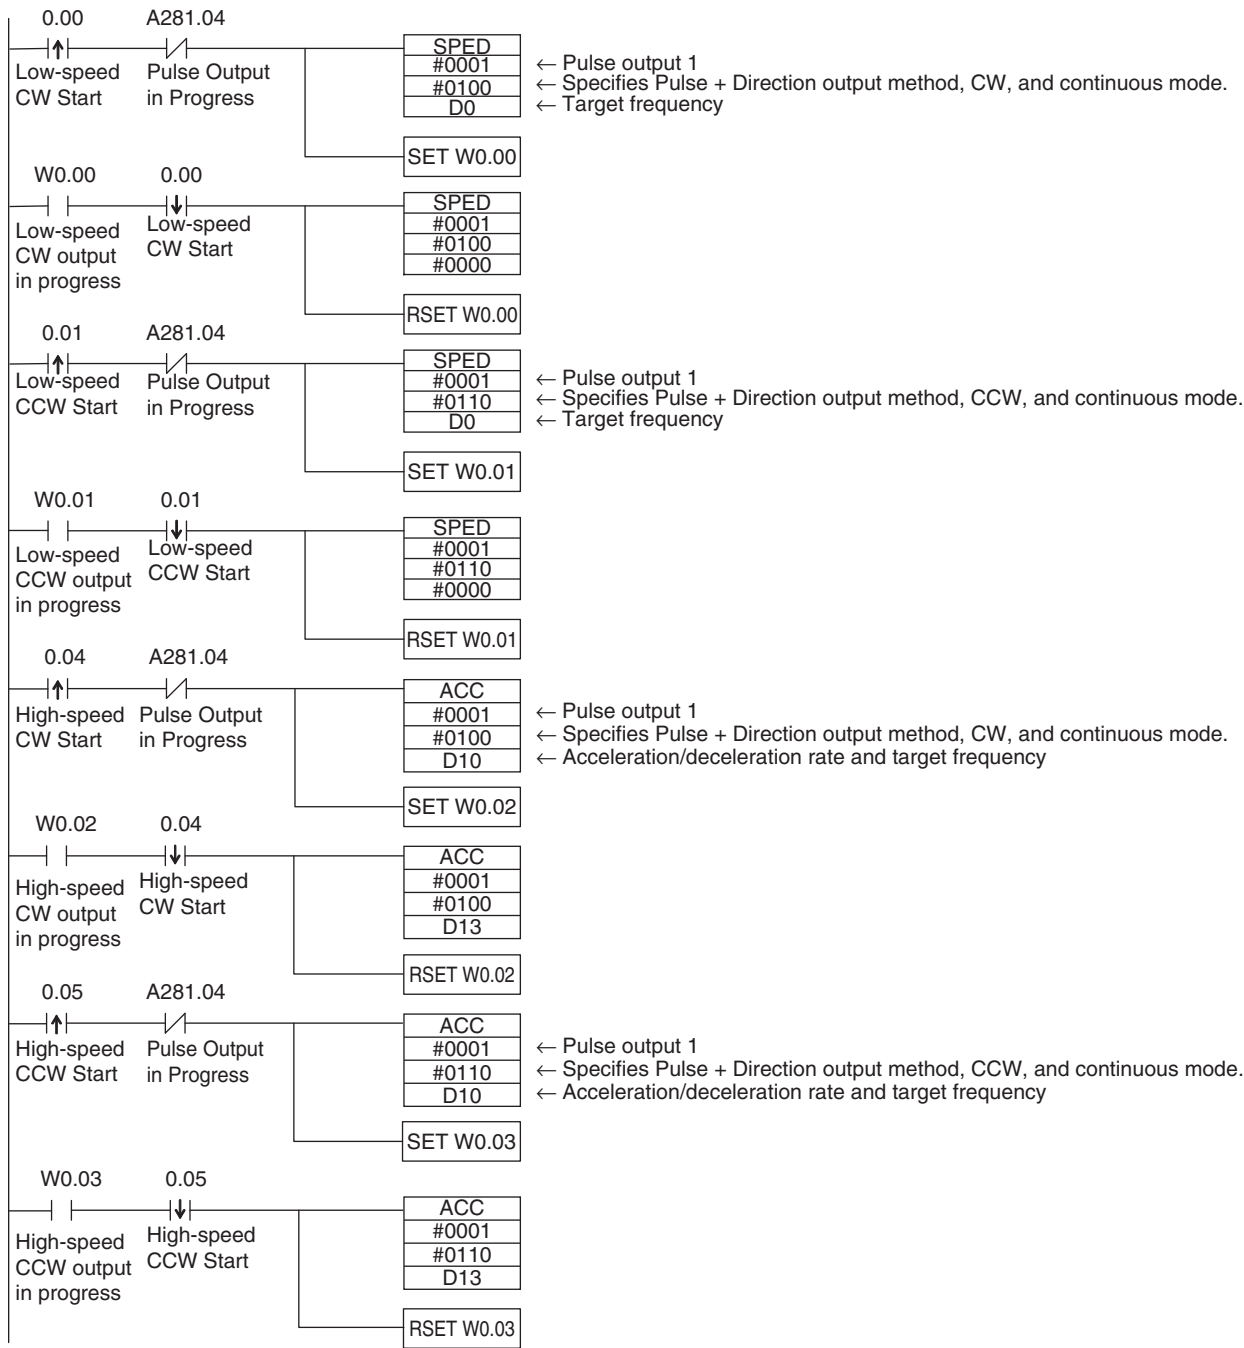 0.00 A281.04
SPED
#0001 ← Pulse output 1
Low-speed Pulse Output #0100 ← Specifies Pulse + Direction output method, CW, and continuous mode.
CW Start in Progress D0 ← Target frequency
SET W0.00
W0.00 0.00
SPED
Low-speed Low-speed #0001
CW output CW Start #0100
in progress #0000
RSET W0.00
0.01 A281.04
SPED
Low-speed Pulse Output #0001 ← Pulse output 1
CCW Start in Progress #0110 ← Specifies Pulse + Direction output method, CCW, and continuous mode.
D0 ← Target frequency
SET W0.01
W0.01 0.01
SPED
Low-speed Low-speed #0001
CCW output CCW Start #0110
in progress #0000
RSET W0.01
0.04 A281.04
ACC
High-speed Pulse Output #0001 ← Pulse output 1
CW Start in Progress #0100 ← Specifies Pulse + Direction output method, CW, and continuous mode.
D10 ← Acceleration/deceleration rate and target frequency
SET W0.02
W0.02 0.04
ACC
High-speed High-speed #0001
CW output CW Start #0100
in progress D13
RSET W0.02
0.05 A281.04
ACC
High-speed Pulse Output #0001 ← Pulse output 1
CCW Start in Progress #0110 ← Specifies Pulse + Direction output method, CCW, and continuous mode.
D10 ← Acceleration/deceleration rate and target frequency
SET W0.03
W0.03 0.05
ACC
High-speed High-speed #0001
CCW output CCW Start #0110
in progress D13
RSET W0.03